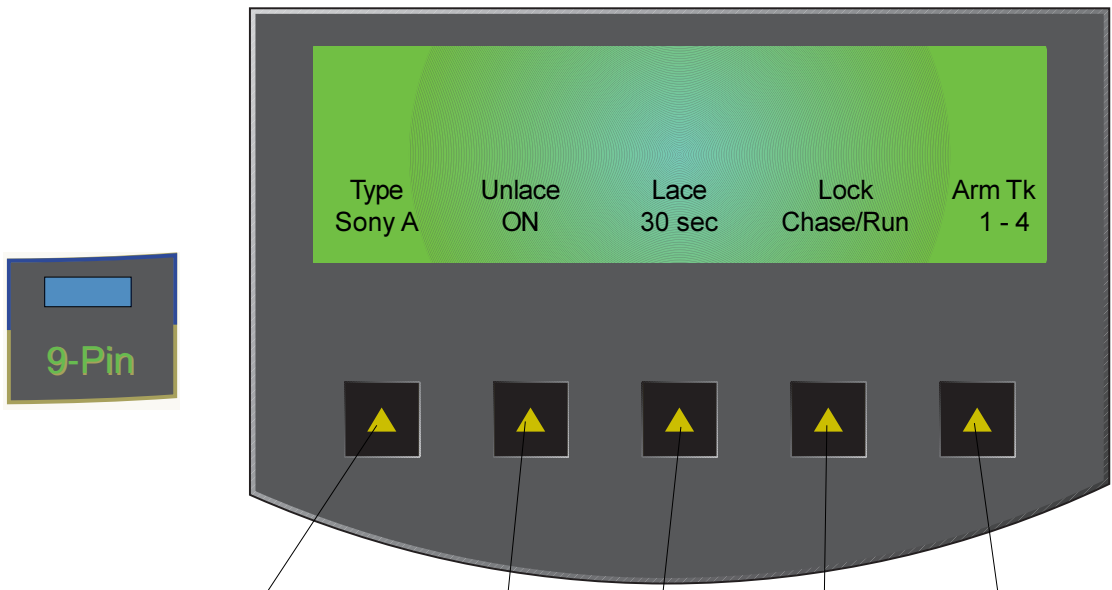 Type Unlace Lace Lock Arm Tk
Sony A ON 30 sec Chase/Run 1 - 4
9-Pin